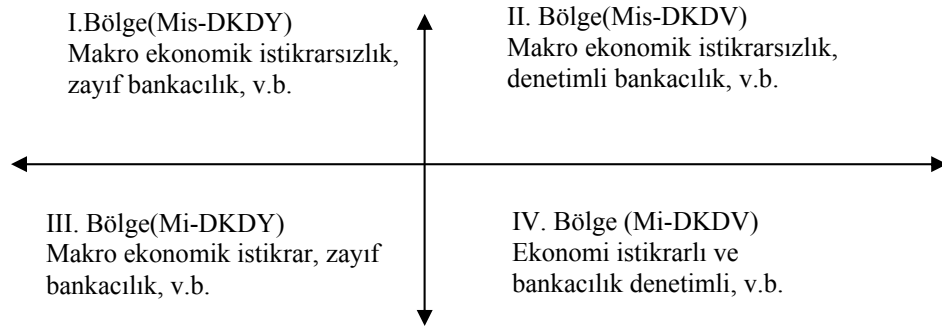 I.Bölge(Mis-DKDY)
Makro ekonomik istikrarsızlık,
zayıf bankacılık, v.b.
II. Bölge(Mis-DKDV)
Makro ekonomik istikrarsızlık,
denetimli bankacılık, v.b.
III. Bölge(Mi-DKDY)
Makro ekonomik istikrar, zayıf
bankacılık, v.b.
IV. Bölge (Mi-DKDV)
Ekonomi istikrarlı ve
bankacılık denetimli, v.b.